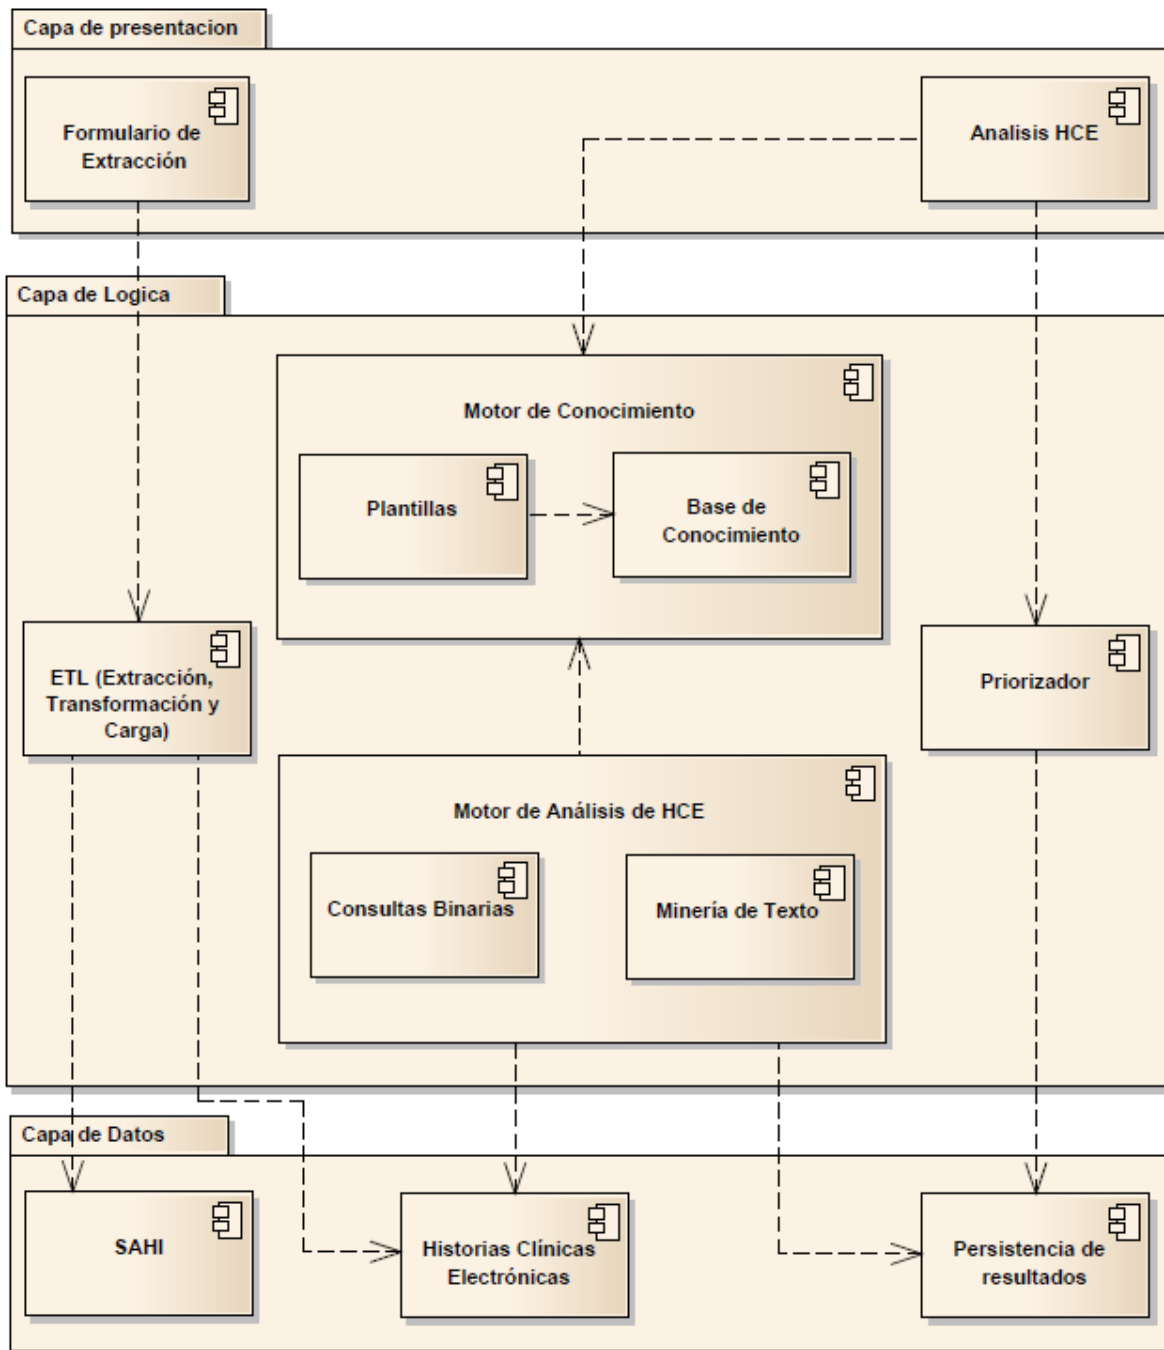 Capa de presentacion
Formulario de
Extracción
Analisis HCE
Capa de Logica
Motor de Conocimiento
Plantillas
Base de
Conocimiento
ETL (Extracción,
Transformación y
Carga)
Priorizador
Motor de Análisis de HCE
Consultas Binarias
Minería de Texto
Capa de Datos
SAHI
Historias Clínicas
Electrónicas
Persistencia de
resultados